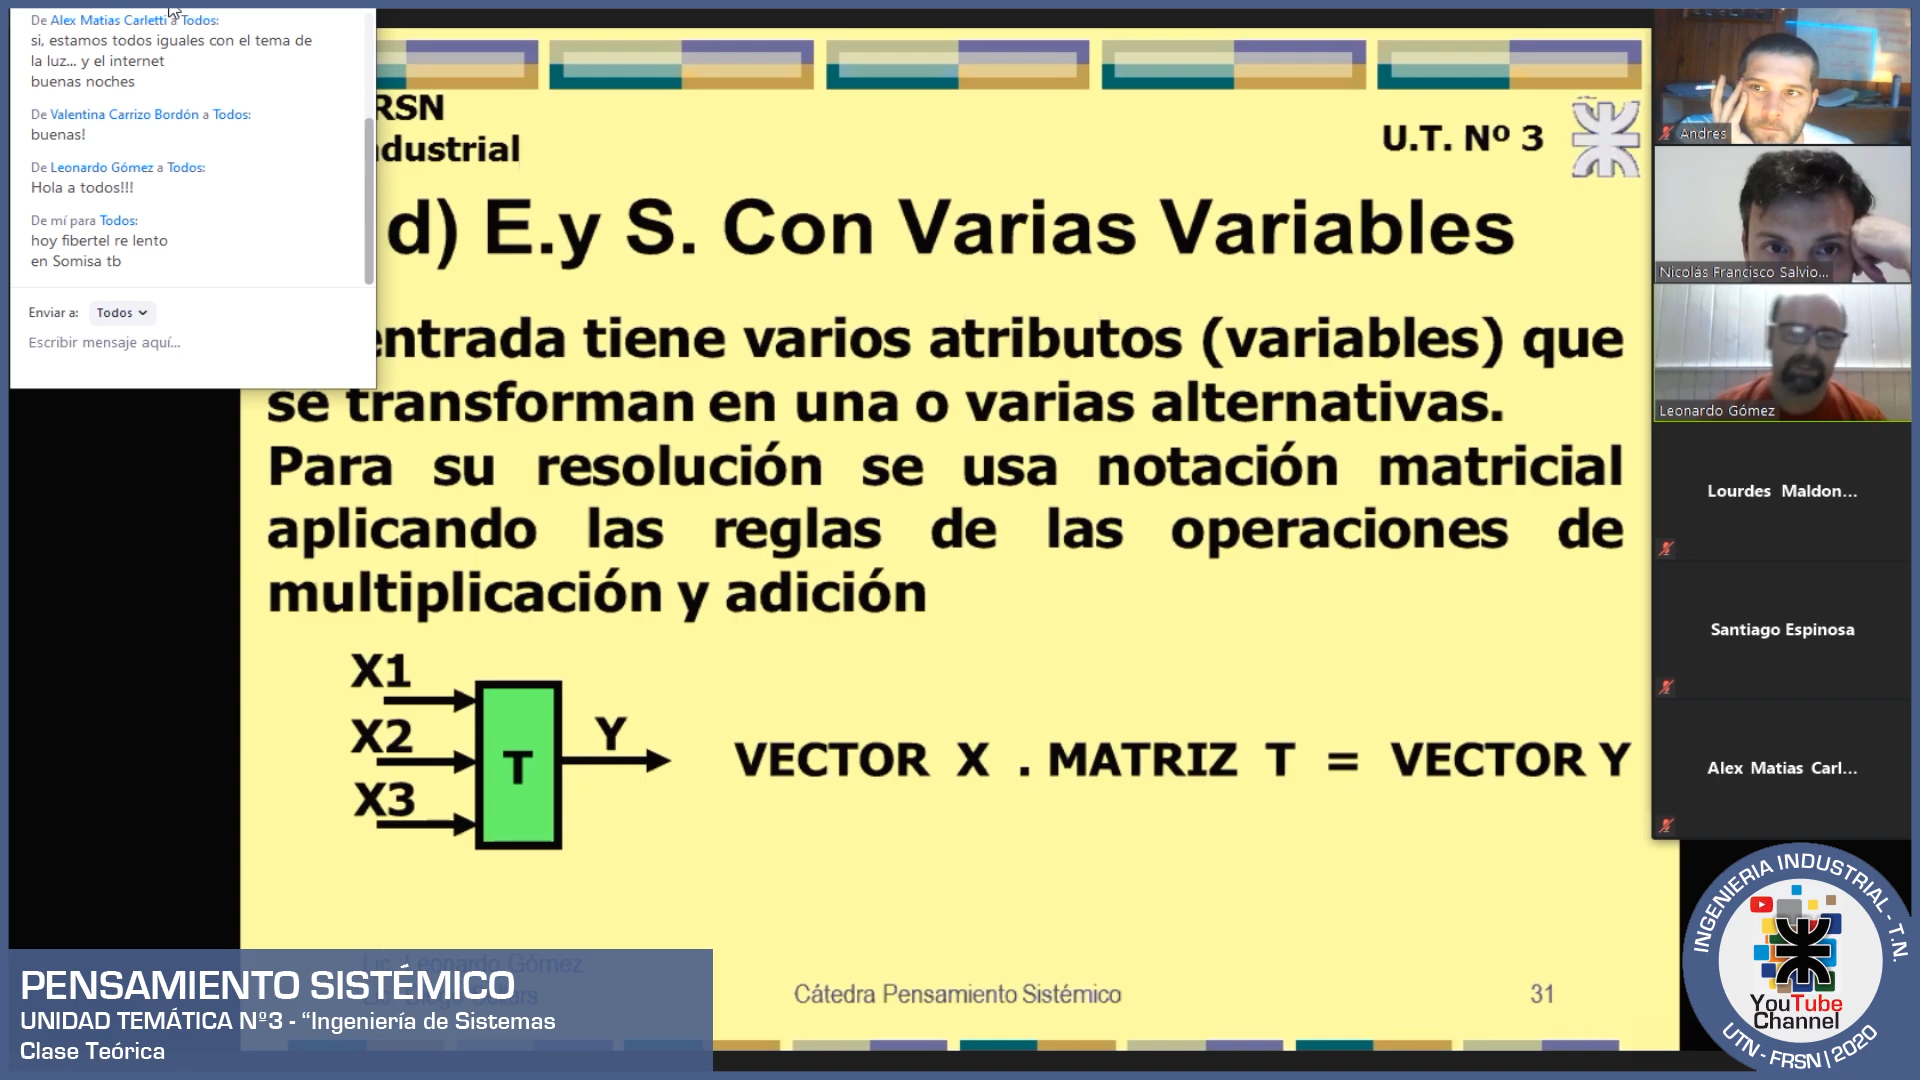 De Alex Matias Carletti a Todos:
si, estamos todos iguales con el tema de
la luz... y el internet
buenas noches
De Valentina Carrizo Bordón a Todos:
buenas!
De Leonardo Gómez a Todos:
Hola a todos!!!
De mí para Todos:
hoy fibertel re lento
en Somisa tb
Enviar a: Todos
Escribir mensaje aquí...
RSN
dustrial
U.T. Nº 3
d) E.y S. Con Varias Variables
entrada tiene varios atributos (variables) que
se transforman en una o varias alternativas.
Para su resolución se usa notación matricial
aplicando las reglas de las operaciones de
multiplicación y adición
X1
X2
X3
T
Y
VECTOR X . MATRIZ T = VECTOR Y
Lic. Leonardo Gómez
Cátedra Pensamiento Sistémico
31
PENSAMIENTO SISTÉMICO
UNIDAD TEMÁTICA Nº3 - “Ingeniería de Sistemas
Clase Teórica
Andres
Nicolás Francisco Salvio...
Leonardo Gómez
Lourdes Maldon...
Santiago Espinosa
Alex Matias Carl...
INGENIERIA INDUSTRIAL - T.N.
YouTube
Channel
UTN - FRSN | 2020